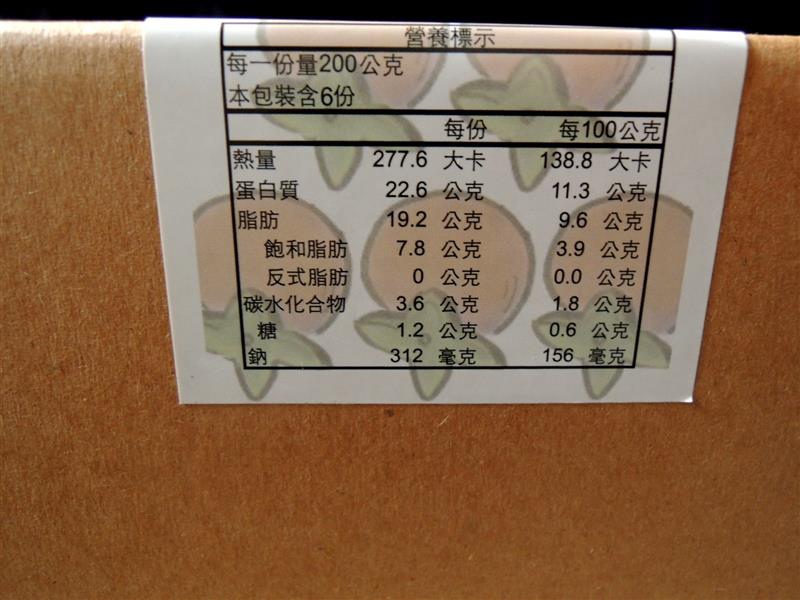 營養標示
每一份量200公克
本包裝含6份
每份 每100公克
熱量 277.6 大卡 138.8 大卡
蛋白質 22.6 公克 11.3 公克
脂肪 19.2 公克 9.6 公克
飽和脂肪 7.8 公克 3.9 公克
反式脂肪 0 公克 0.0 公克
碳水化合物 3.6 公克 1.8 公克
糖 1.2 公克 0.6 公克
鈉 312 毫克 156 毫克